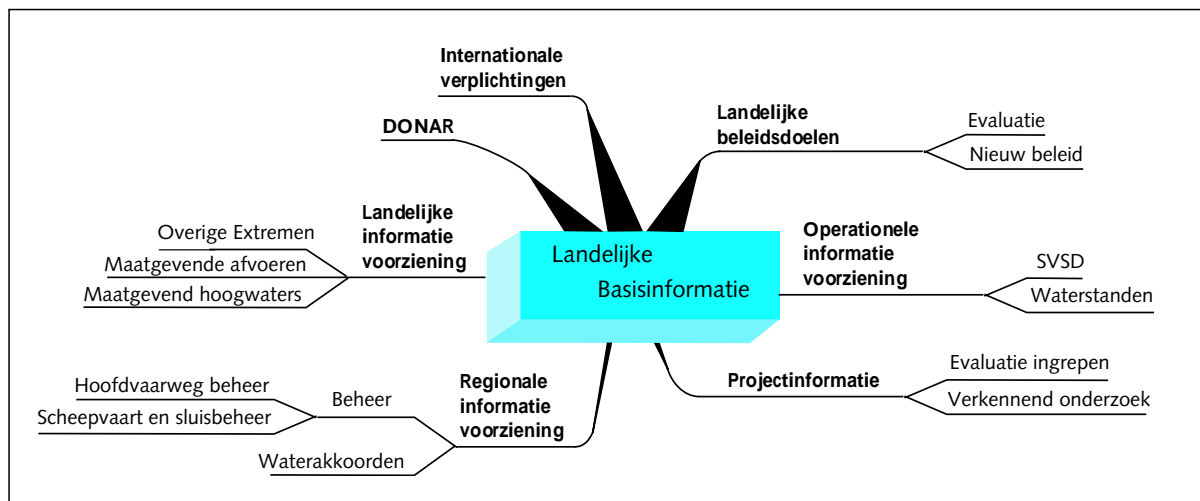 Internationale
verplichtingen
DONAR
Landelijke
beleidsdoelen
Evaluatie
Nieuw beleid
Landelijke
informatie
voorziening
Overige Extremen
Maatgevende afvoeren
Maatgevend hoogwaters
Landelijke
Basisinformatie
Operationele
informatie
voorziening
SVSD
Waterstanden
Projectinformatie
Evaluatie ingrepen
Verkennend onderzoek
Regionale
informatie
voorziening
Beheer
Hoofdvaarweg beheer
Scheepvaart en sluisbeheer
Waterakkoorden